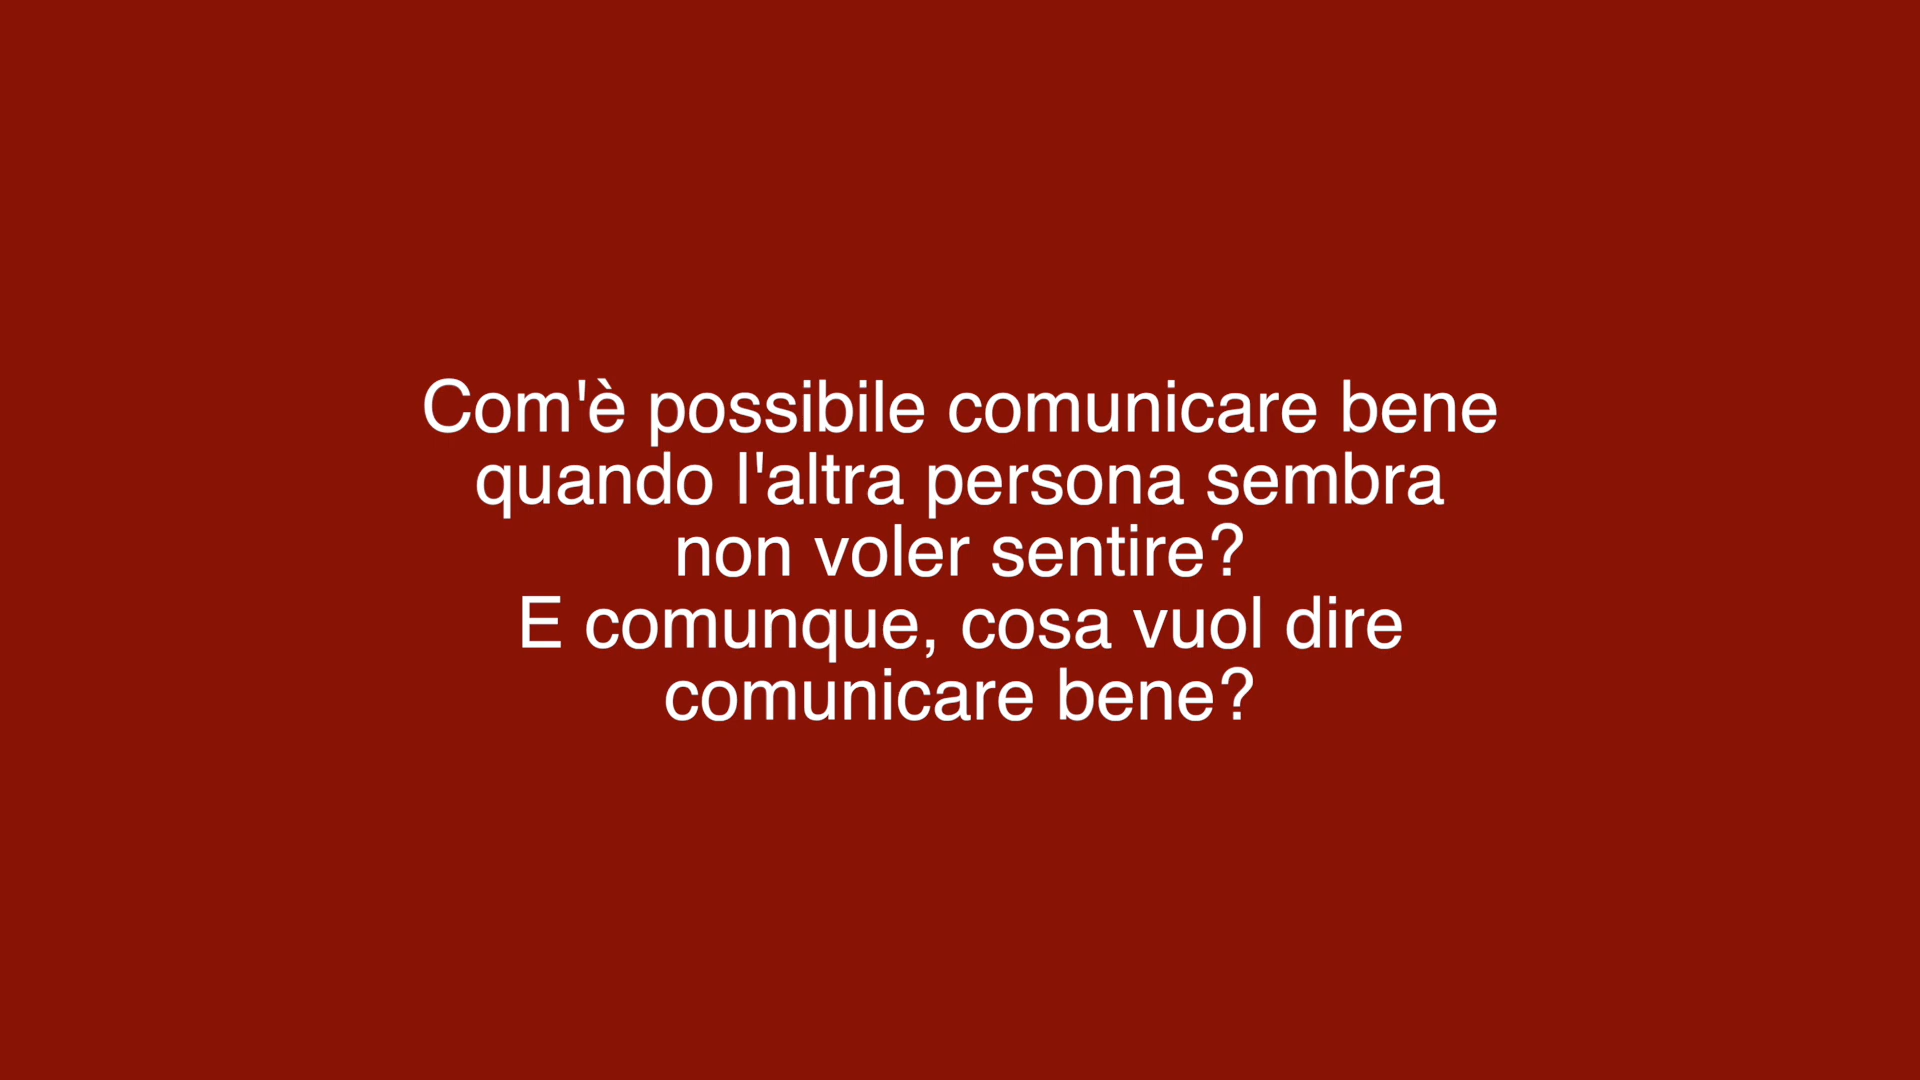 Com'è possibile comunicare bene
quando l'altra persona sembra
non voler sentire?
E comunque, cosa vuol dire
comunicare bene?